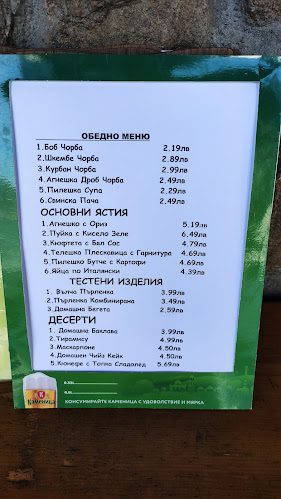 ОБЕДНО МЕНЮ
1.Боб Чорба 2.19лв
2.Шкембе Чорба 2.89лв
3.Курбан Чорба 2.99лв
4.Агнешка Дроб Чорба 2.49лв
5.Пилешка Супа 2.29лв
6.Свинска Пача 2.49лв
ОСНОВНИ ЯСТИЯ
1.Агнешко с Ориз 5.19лв
2.Пуйка с Кисело Зеле 6.49лв
3.Кюфтета с Бял Сос 4.79лв
4.Телешка Плескавица с Гарнитура 4.69лв
5.Пилешко Бутче с Картофи 4.69лв
6.Яйца по Италински 4.39лв
ТЕСТЕНИ ИЗДЕЛИЯ
1. Вълча Пърленка 3.99лв
2.Пърленка Комбинирана 3.49лв
3.Домашна Багета 2.59лв
ДЕСЕРТИ
1. Домашна Баклава 3.99лв
2.Тирамису 4.99лв
3.Маскарпоне 4.50лв
4.Домашен Чийз Кейк 4.50лв
5.Кюнефе с Топка Сладолед 5.69лв
К
Каменица
КОНСУМИРАЙТЕ КАМЕНИЦА С УДОВОЛСТВИЕ И МЯРКА